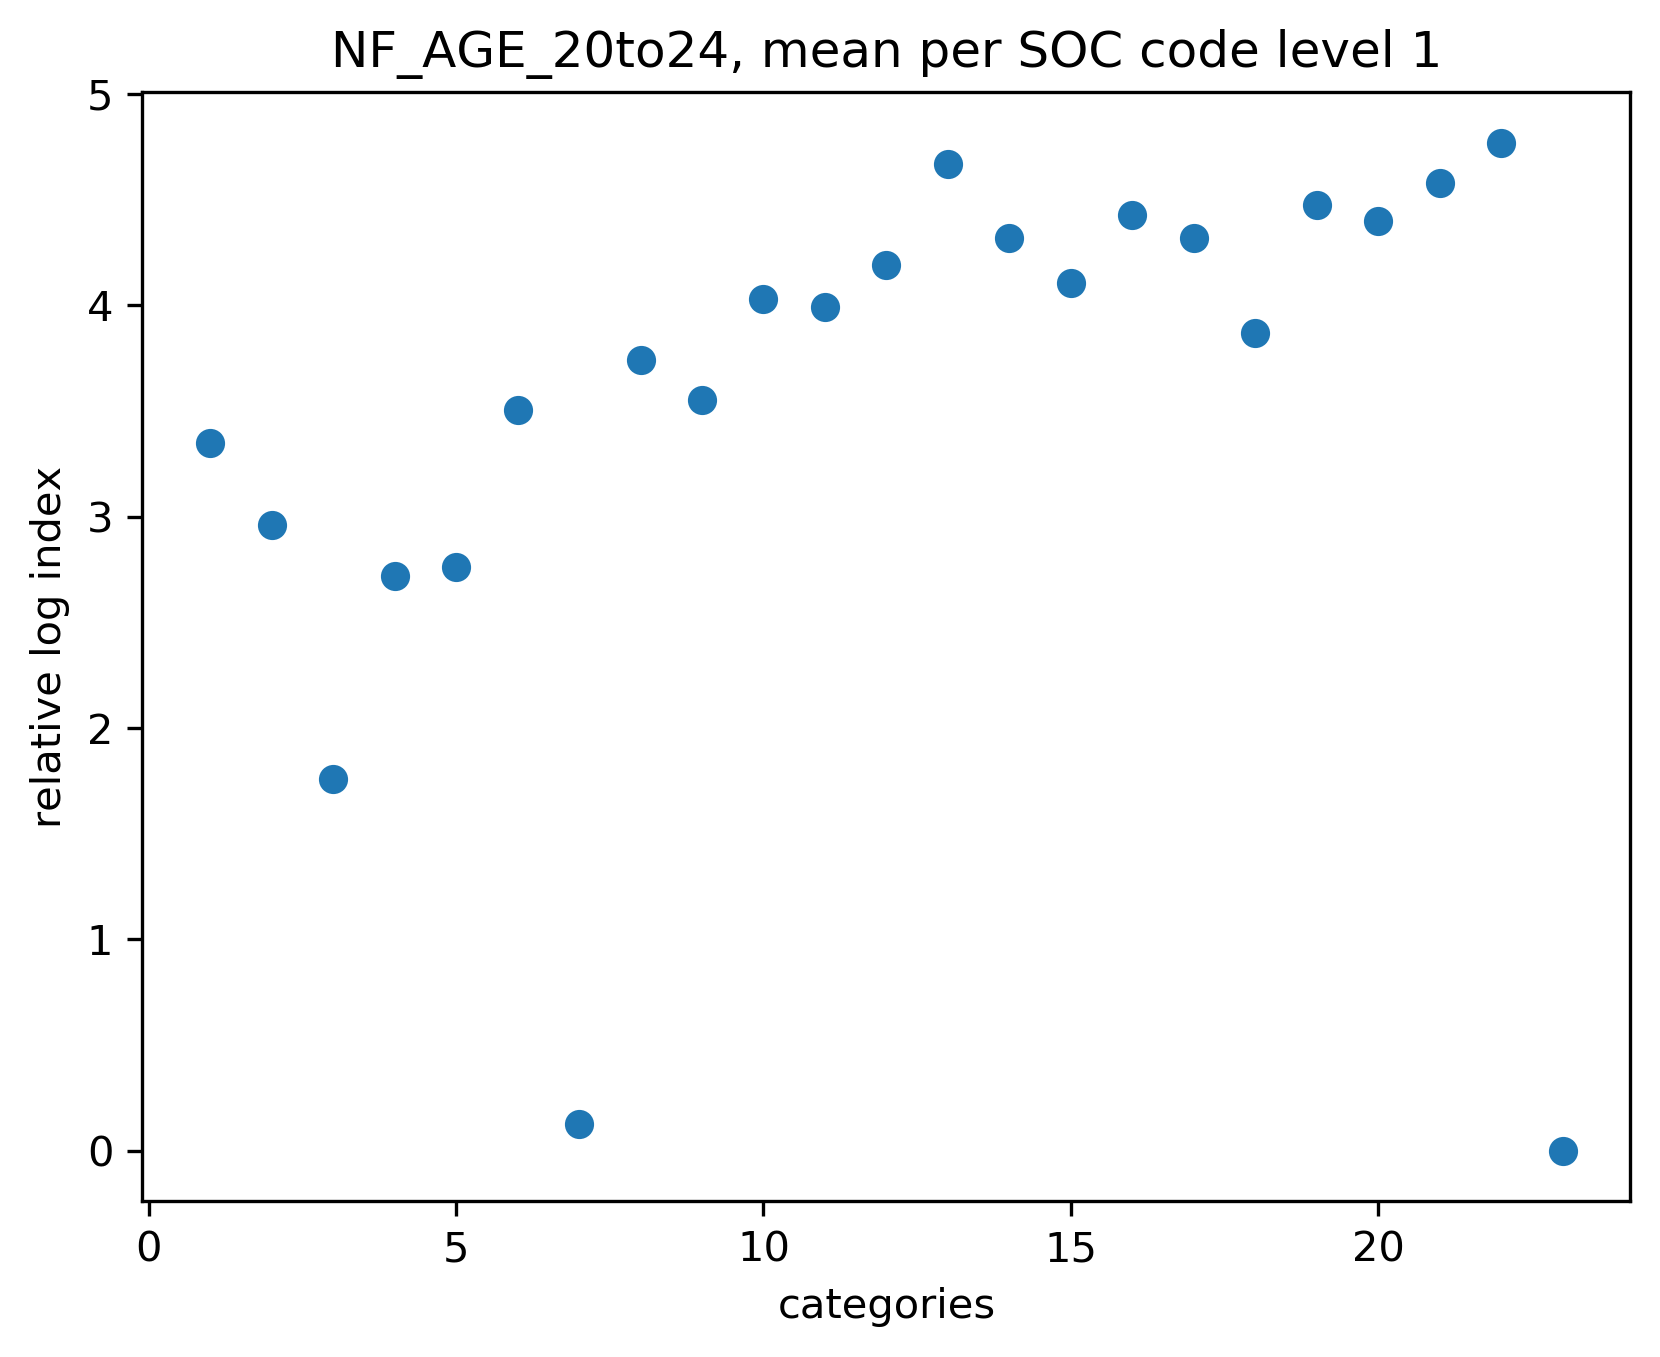 NF_AGE_20to24, mean per SOC code level 1
5
4
3
2
1
0
relative log index
0 5 10 15 20
categories